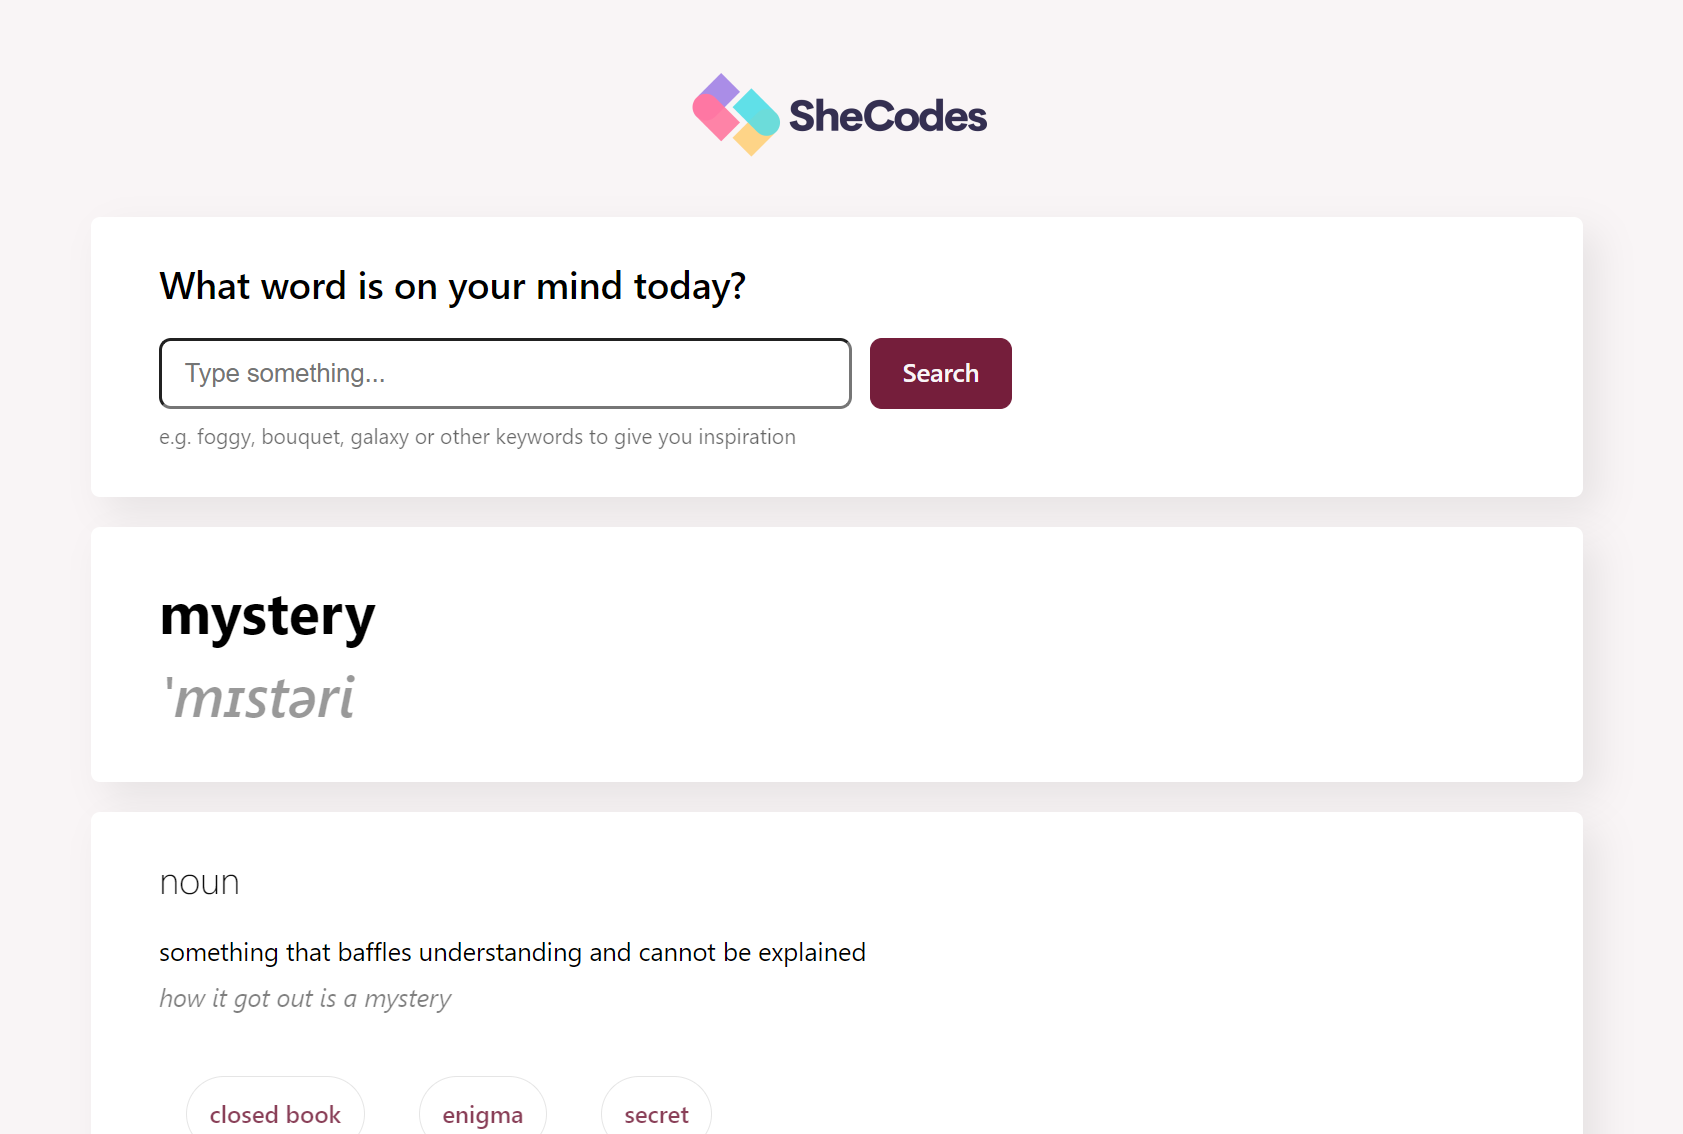 SheCodes
What word is on your mind today?
Type something...
Search
e.g. foggy, bouquet, galaxy or other keywords to give you inspiration
mystery
'mɪstəri
noun
something that baffles understanding and cannot be explained
how it got out is a mystery
closed book
enigma
secret